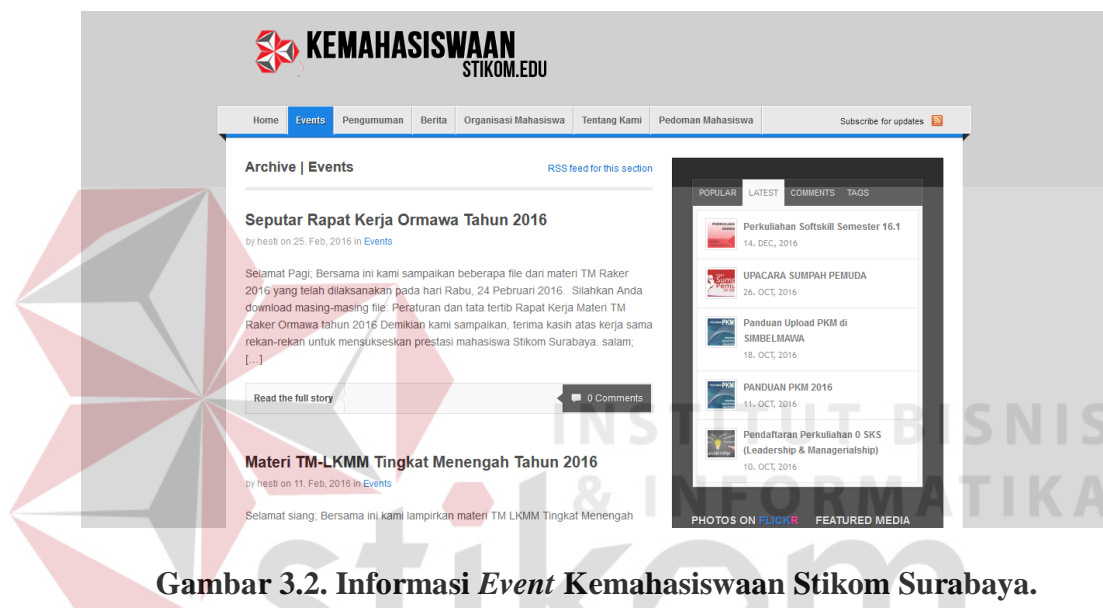 KEMAHASISWAAN
STIKOM.EDU
Home Events Pengumuman Berita Organisasi Mahasiswa Tentang Kami Pedoman Mahasiswa Subscribe for updates
Archive | Events
RSS feed for this section
Seputar Rapat Kerja Ormawa Tahun 2016
by hesti on 25. Feb, 2016 in Events
Selamat Pagi; Bersama ini kami sampaikan beberapa file dari materi TM Raker
2016 yang telah dilaksanakan pada hari Rabu, 24 Pebruari 2016. Silahkan Anda
download masing-masing file: Peraturan dan tata tertib Rapat Kerja Materi TM
Raker Ormawa tahun 2016 Demikian kami sampaikan, terima kasih atas kerja sama
rekan-rekan untuk mensukseskan prestasi mahasiswa Stikom Surabaya. salam;
[…]
Read the full story
0 Comments
Materi TM-LKMM Tingkat Menengah Tahun 2016
by hesti on 11. Feb, 2016 in Events
Selamat siang; Bersama ini kami lampirkan materi TM LKMM Tingkat Menengah
POPULAR LATEST COMMENTS TAGS
Perkuliahan Softskill Semester 16.1
14. DEC, 2016
UPACARA SUMPAH PEMUDA
26. OCT, 2016
Panduan Upload PKM di
SIMBELMAWA
18. OCT, 2016
PANDUAN PKM 2016
11. OCT, 2016
Pendaftaran Perkuliahan 0 SKS
(Leadership & Managerialship)
10. OCT, 2016
PHOTOS ON FLICKR FEATURED MEDIA
INSTITUT BISNIS
& INFORMATIKA
stikom
Gambar 3.2. Informasi Event Kemahasiswaan Stikom Surabaya.